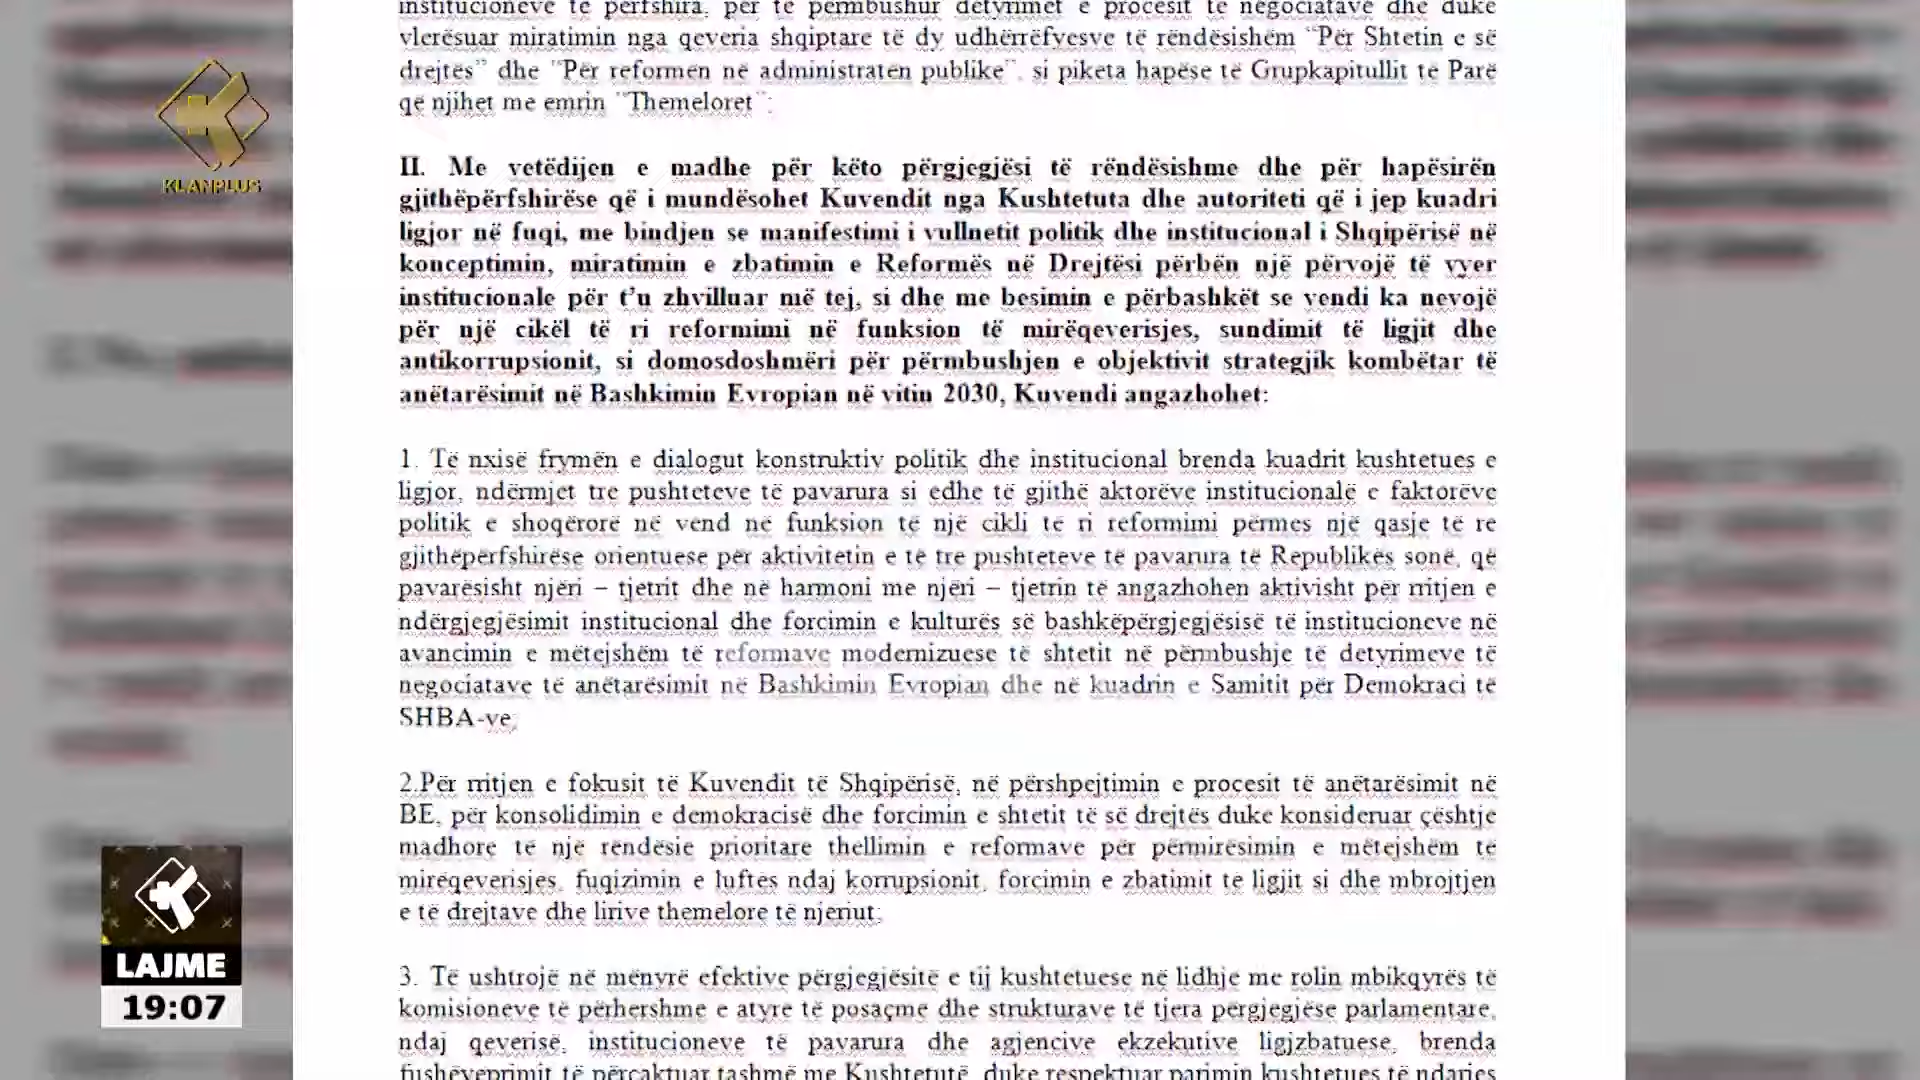 institucioneve të përfshira, për të përmbushur detyrimet e procesit të negociatave dhe duke
vlerësuar miratimin nga qeveria shqiptare të dy udhërrëfyesve të rëndësishëm “Për Shtetin e së
drejtës” dhe “Për reformën në administratën publike”, si piketa hapëse të Grupkapitullit të Parë
që njihet me emrin “Themeloret”;
II. Me vetëdijen e madhe për këto përgjegjësi të rëndësishme dhe për hapësirën
gjithëpërfshirëse që i mundësohet Kuvendit nga Kushtetuta dhe autoriteti që i jep kuadri
ligjor në fuqi, me bindjen se manifestimi i vullnetit politik dhe institucional i Shqipërisë në
konceptimin, miratimin e zbatimin e Reformës në Drejtësi përbën një përvojë të vyer
institucionale për t’u zhvilluar më tej, si dhe me besimin e përbashkët se vendi ka nevojë
për një cikël të ri reformimi në funksion të mirëqeverisjes, sundimit të ligjit dhe
antikorrupsionit, si domosdoshmëri për përmbushjen e objektivit strategjik kombëtar të
anëtarësimit në Bashkimin Evropian në vitin 2030, Kuvendi angazhohet:
1. Të nxisë frymën e dialogut konstruktiv politik dhe institucional brenda kuadrit kushtetues e
ligjor, ndërmjet tre pushteteve të pavarura si edhe të gjithë aktorëve institucionalë e faktorëve
politik e shoqërorë në vend në funksion të një cikli të ri reformimi përmes një qasje të re
gjithëpërfshirëse orientuese për aktivitetin e të tre pushteteve të pavarura të Republikës sonë, që
pavarësisht njëri – tjetrit dhe në harmoni me njëri – tjetrin të angazhohen aktivisht për rritjen e
ndërgjegjësimit institucional dhe forcimin e kulturës së bashkëpërgjegjësisë të institucioneve në
avancimin e mëtejshëm të reformave modernizuese të shtetit në përmbushje të detyrimeve të
negociatave të anëtarësimit në Bashkimin Evropian dhe në kuadrin e Samitit për Demokraci të
SHBA-ve;
2.Për rritjen e fokusit të Kuvendit të Shqipërisë, në përshpejtimin e procesit të anëtarësimit në
BE, për konsolidimin e demokracisë dhe forcimin e shtetit të së drejtës duke konsideruar çështje
madhore të një rëndësie prioritare thellimin e reformave për përmirësimin e mëtejshëm të
mirëqeverisjes, fuqizimin e luftës ndaj korrupsionit, forcimin e zbatimit të ligjit si dhe mbrojtjen
e të drejtave dhe lirive themelore të njeriut;
3. Të ushtrojë në mënyrë efektive përgjegjësitë e tij kushtetuese në lidhje me rolin mbikqyrës të
komisioneve të përhershme e atyre të posaçme dhe strukturave të tjera përgjegjëse parlamentare,
ndaj qeverisë, institucioneve të pavarura dhe agjencive ekzekutive ligjzbatuese, brenda
fushëveprimit të përcaktuar tashmë me Kushtetutë, duke respektuar parimin kushtetues të ndarjes
KLANPLUS
LAJME
19:07